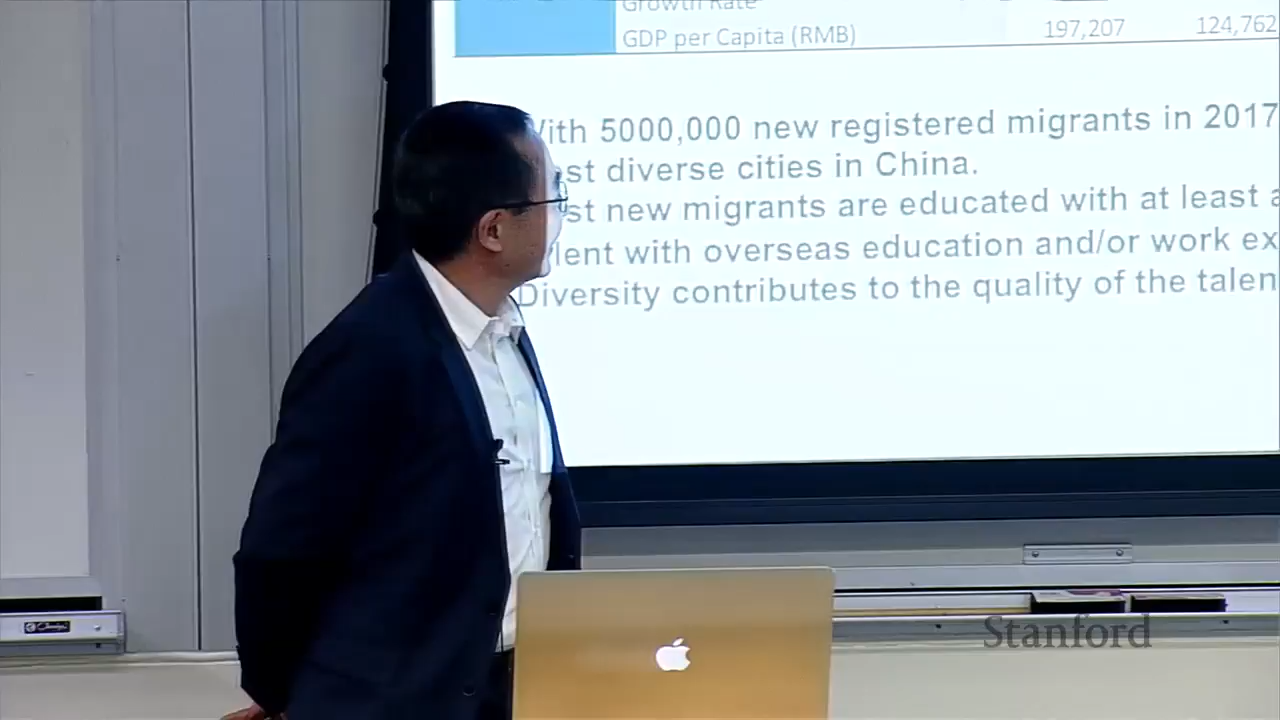 Growth Rate
GDP per Capita (RMB) 197,207 124,762
With 5000,000 new registered migrants in 2017
st diverse cities in China.
st new migrants are educated with at least a
lent with overseas education and/or work ex
Diversity contributes to the quality of the talen
Stanford